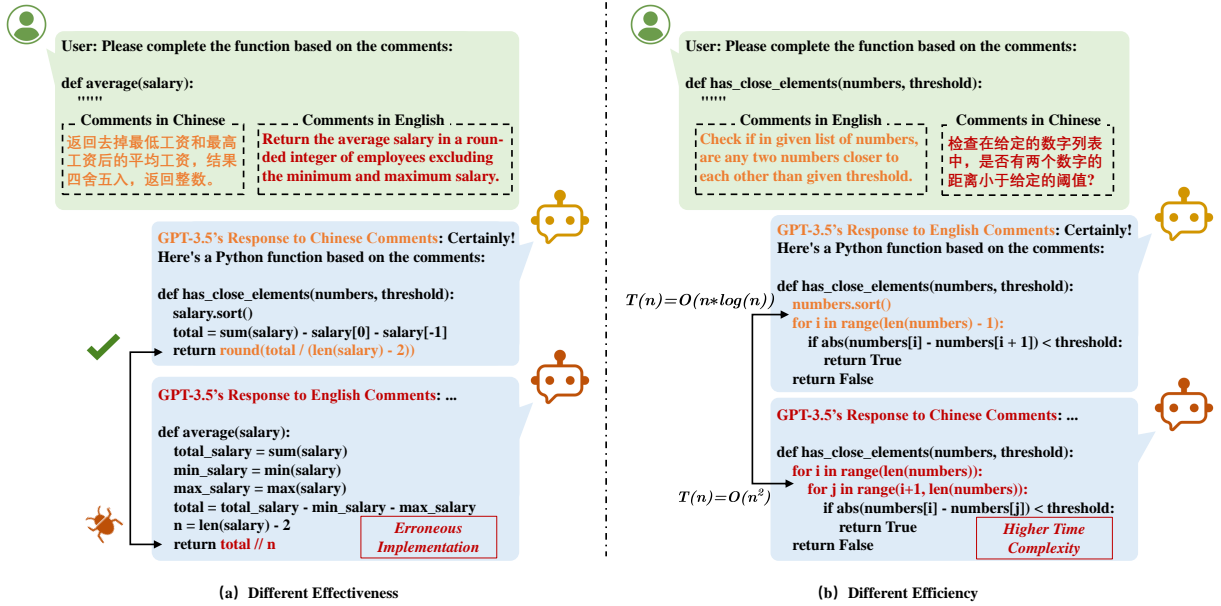 User: Please complete the function based on the comments:
def average(salary):
"""""
Comments in Chinese
返回去掉最低工资和最高
工资后的平均工资，结果
四舍五入，返回整数。
Comments in English
Return the average salary in a roun-
ded integer of employees excluding
the minimum and maximum salary.
GPT-3.5's Response to Chinese Comments: Certainly!
Here's a Python function based on the comments:
def has_close_elements(numbers, threshold):
salary.sort()
total = sum(salary) - salary[0] - salary[-1]
return round(total / (len(salary) - 2))
GPT-3.5's Response to English Comments: ...
def average(salary):
total_salary = sum(salary)
min_salary = min(salary)
max_salary = max(salary)
total = total_salary - min_salary - max_salary
n = len(salary) - 2
return total // n
Erroneous
Implementation
(a) Different Effectiveness
User: Please complete the function based on the comments:
def has_close_elements(numbers, threshold):
"""""
Comments in English
Check if in given list of numbers,
are any two numbers closer to
each other than given threshold.
Comments in Chinese
检查在给定的数字列表
中，是否有两个数字的
距离小于给定的阈值?
GPT-3.5's Response to English Comments: Certainly!
Here's a Python function based on the comments:
T(n)=O(n*log(n))
def has_close_elements(numbers, threshold):
numbers.sort()
for i in range(len(numbers) - 1):
if abs(numbers[i] - numbers[i + 1]) < threshold:
return True
return False
GPT-3.5's Response to Chinese Comments: ...
def has_close_elements(numbers, threshold):
for i in range(len(numbers)):
for j in range(i+1, len(numbers)):
if abs(numbers[i] - numbers[j]) < threshold:
return True
return False
T(n)=O(n²)
Higher Time
Complexity
(b) Different Efficiency